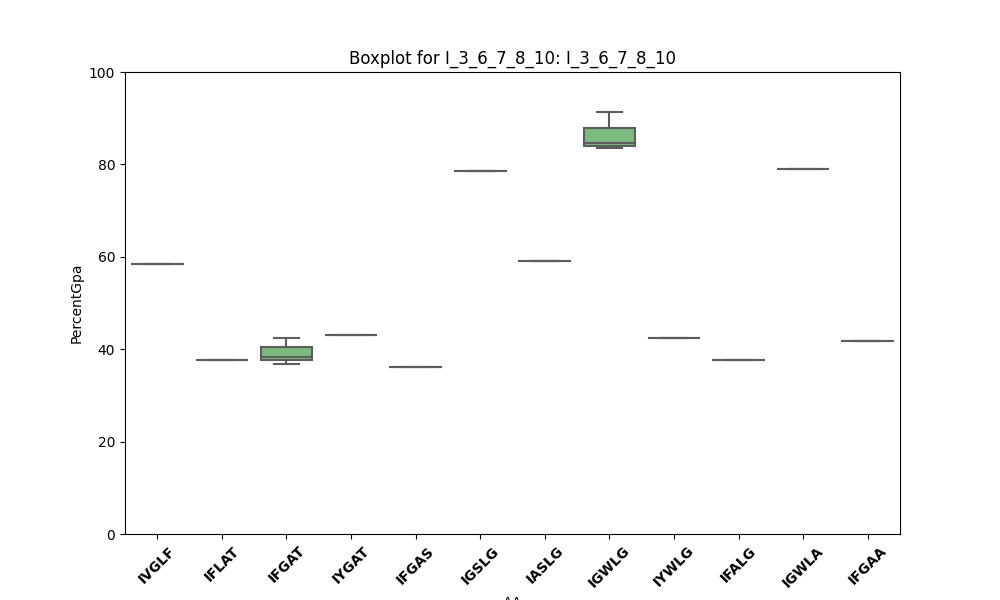 Boxplot for I_3_6_7_8_10: I_3_6_7_8_10
100
80
60
40
20
0
PercentGpa
IVGLF
IFLAT
IFGAT
IYGAT
IFGAS
IGSLG
IASLG
IGWLG
IYWLG
IFALG
IGWLA
IFGAA
AA